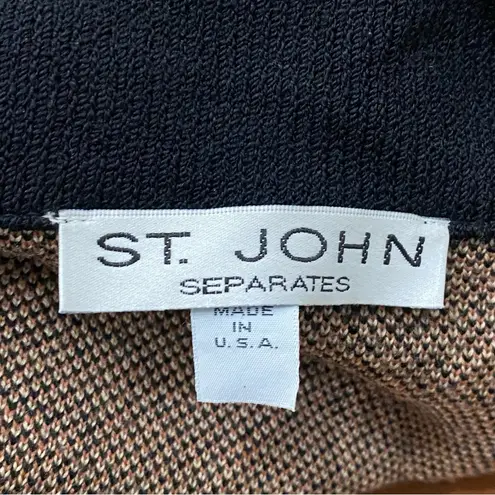 ST. JOHN
SEPARATES
MADE
IN
U.S.A.